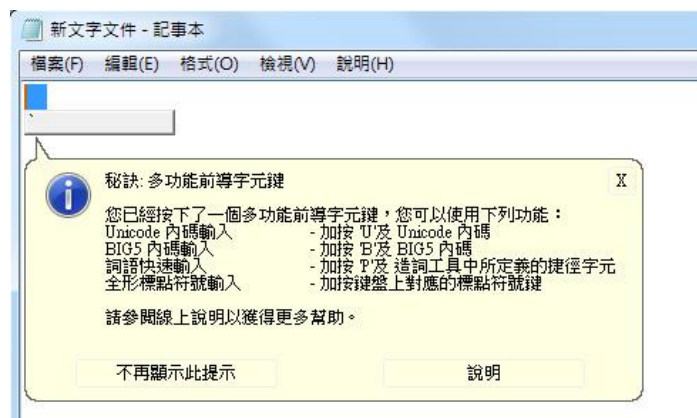 新文字文件 - 記事本
檔案(F) 編輯(E) 格式(O) 檢視(V) 說明(H)
`
秘訣: 多功能前導字元鍵 X
您已經按下了一個多功能前導字元鍵，您可以使用下列功能：
Unicode 內碼輸入 - 加按 'U'及 Unicode 內碼
BIG5 內碼輸入 - 加按 'B'及 BIG5 內碼
詞語快速輸入 - 加按 'P'及 造詞工具中所定義的捷徑字元
全形標點符號輸入 - 加按鍵盤上對應的標點符號鍵
請參閱線上說明以獲得更多幫助。
不再顯示此提示 說明